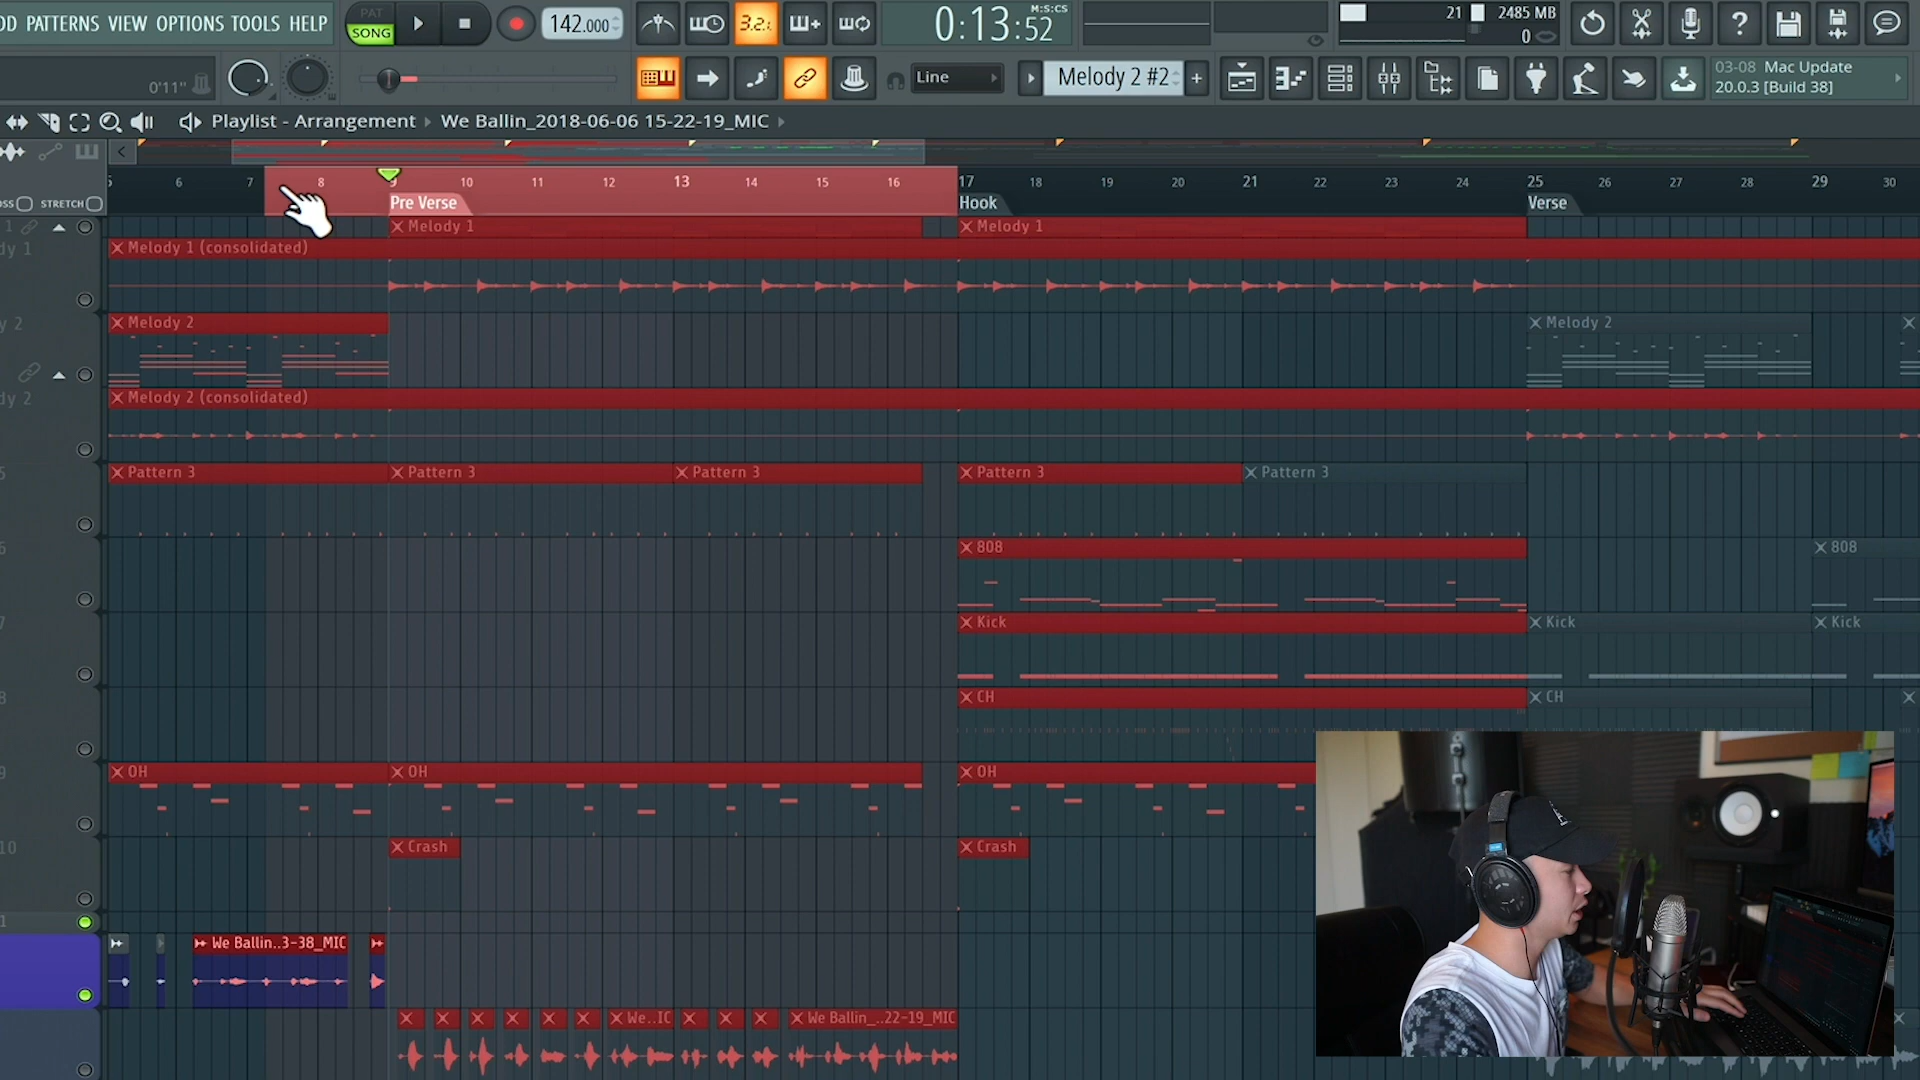 PATTERNS VIEW OPTIONS TOOLS HELP
PAT
SONG
142.000
3.2:
0:13:52
M:S:CS
21
2485 MB
0
0'11"
Line
Melody 2 #2
03-08 Mac Update
20.0.3 [Build 38]
Playlist - Arrangement ▸ We Ballin_2018-06-06 15-22-19_MIC ▸
6 7 8 9 10 11 12 13 14 15 16 17 18 19 20 21 22 23 24 25 26 27 28 29 30
STRETCH
Pre Verse
Hook
Verse
Melody 1
Melody 1
Melody 1 (consolidated)
Melody 2
Melody 2
Melody 2 (consolidated)
Pattern 3
Pattern 3
Pattern 3
Pattern 3
Pattern 3
808
808
Kick
Kick
Kick
CH
CH
OH
OH
OH
Crash
Crash
10
We Ballin..3-38_MIC
We..IC
We Ballin_..22-19_MIC